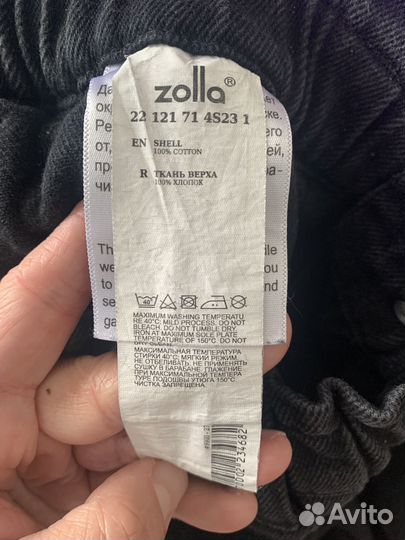 zolla®
22 121 71 4S23 1
EN SHELL
100% COTTON
R ТКАНЬ ВЕРХА
100% ХЛОПОК
40
MAXIMUM WASHING TEMPERATU-
RE 40°C; MILD PROCESS. DO NOT
BLEACH. DO NOT TUMBLE DRY.
IRON AT MAXIMUM SOLE PLATE
TEMPERATURE OF 150°C. DO NOT
DRY CLEAN.
МАКСИМАЛЬНАЯ ТЕМПЕРАТУРА
СТИРКИ 40°С; МЯГКИЙ РЕЖИМ.
НЕ ОТБЕЛИВАТЬ. НЕ ПРИМЕНЯТЬ
СУШКУ В БАРАБАНЕ. ГЛАЖЕНИЕ
ПРИ МАКСИМАЛЬНОЙ ТЕМПЕРА-
ТУРЕ ПОДОШВЫ УТЮГА 150°С.
ЧИСТКА ЗАПРЕЩЕНА.
Avito